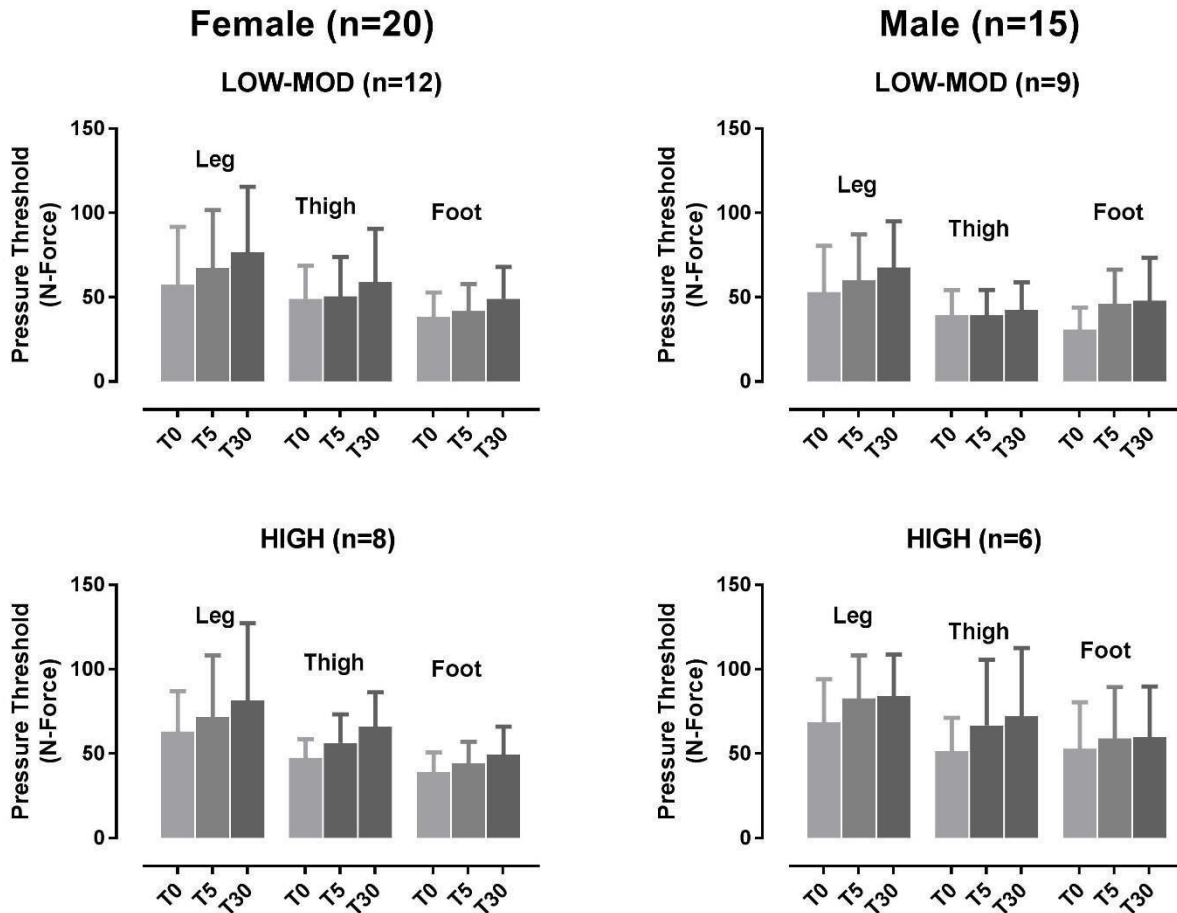 Female (n=20)
Male (n=15)
LOW-MOD (n=12)
150
100
50
0
Pressure Threshold
(N-Force)
Leg
Thigh
Foot
T0
T5
T30
T0
T5
T30
T0
T5
T30
LOW-MOD (n=9)
150
100
50
0
Pressure Threshold
(N-Force)
Leg
Thigh
Foot
T0
T5
T30
T0
T5
T30
T0
T5
T30
HIGH (n=8)
150
100
50
0
Pressure Threshold
(N-Force)
Leg
Thigh
Foot
T0
T5
T30
T0
T5
T30
T0
T5
T30
HIGH (n=6)
150
100
50
0
Pressure Threshold
(N-Force)
Leg
Thigh
Foot
T0
T5
T30
T0
T5
T30
T0
T5
T30